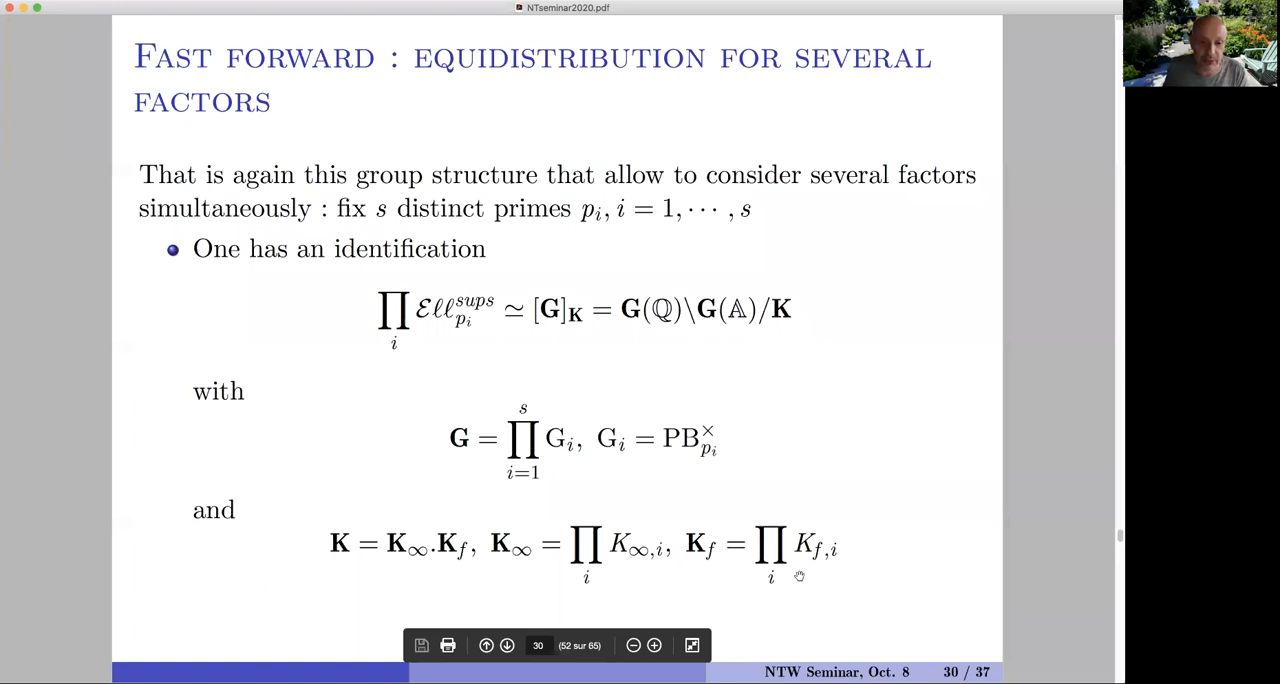 NTseminar2020.pdf
FAST FORWARD : EQUIDISTRIBUTION FOR SEVERAL
FACTORS
That is again this group structure that allow to consider several factors
simultaneously : fix s distinct primes p_i, i = 1, ··· , s
One has an identification
∏_i 𝓔ℓℓ^{sups}_{p_i} ≃ [G]_K = G(ℚ)\G(𝔸)/K
with
G = ∏_{i=1}^{s} G_i, G_i = PB^×_{p_i}
and
K = K_∞.K_f, K_∞ = ∏_i K_{∞,i}, K_f = ∏_i K_{f,i}
30 (52 sur 65)
NTW Seminar, Oct. 8 30 / 37